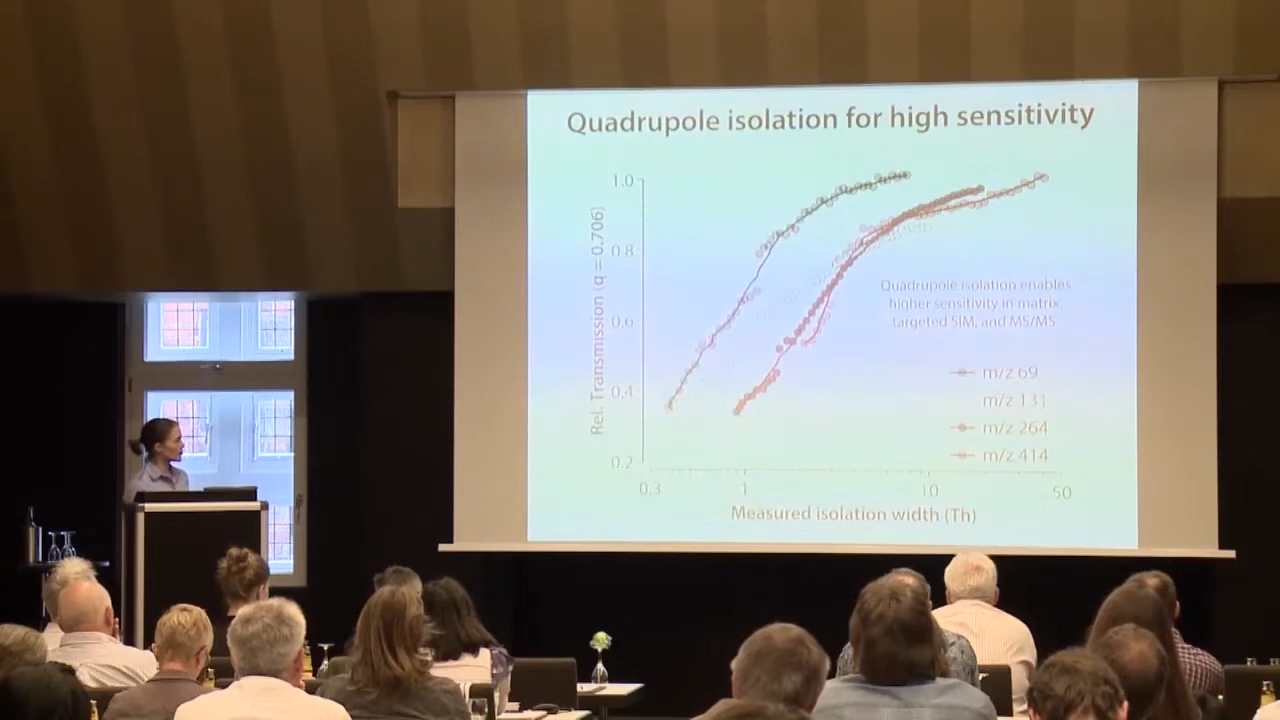 Quadrupole isolation for high sensitivity
1.0
0.8
0.6
0.4
0.2
Rel. Transmission (q = 0.706)
Quadrupole isolation enables
higher sensitivity in matrix
targeted SIM, and MS/MS
m/z 69
m/z 131
m/z 264
m/z 414
0.3
1
10
50
Measured isolation width (Th)